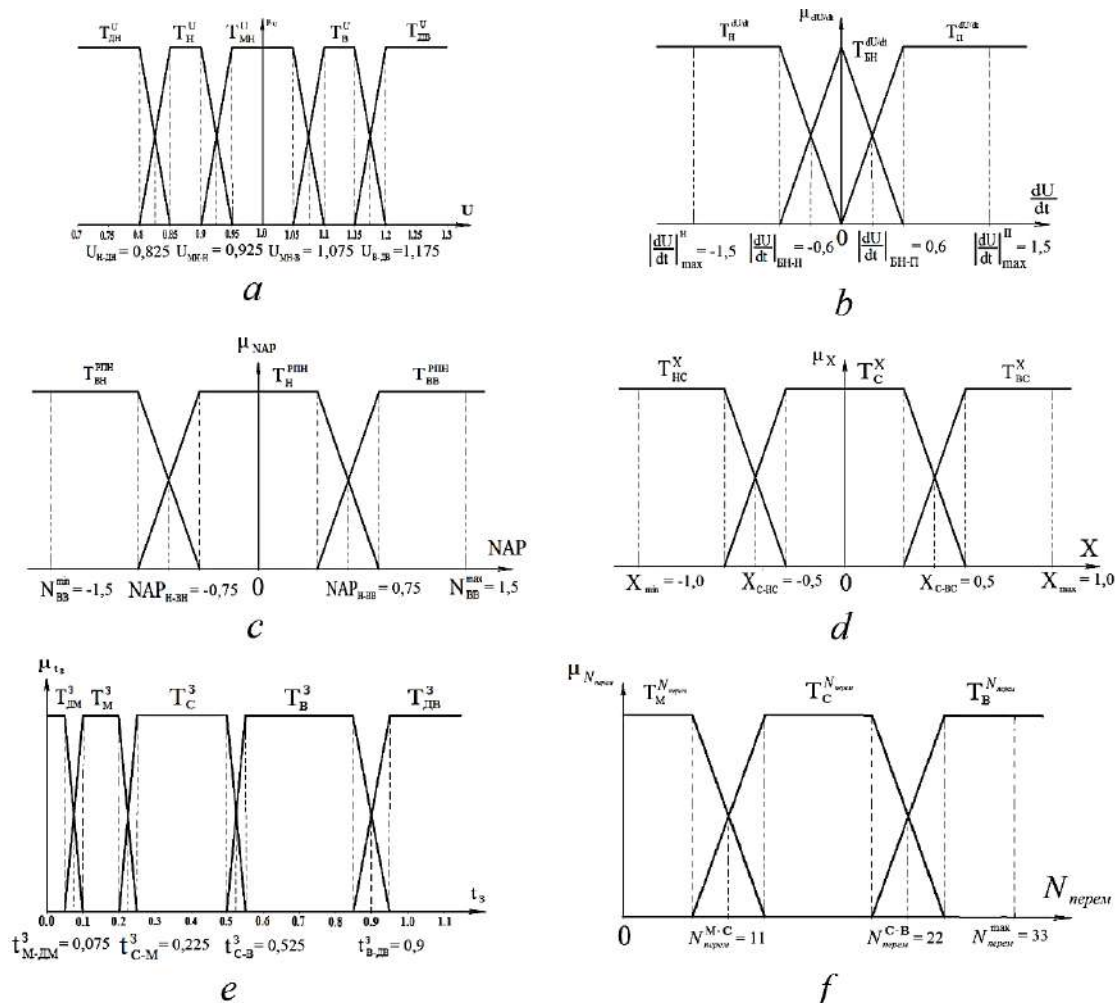 T^U_ДН T^U_Н T^U_МН μ_U T^U_В T^U_ДВ
0.7 0.75 0.8 0.85 0.9 0.95 1.0 1.05 1.1 1.15 1.2 1.3 U
U_Н-ДН = 0,825 U_МН-Н = 0,925 U_МН-В = 1,075 U_В-ДВ = 1,175
a
μ_dU/dt
T^dU/dt_Н T^dU/dt_БН T^dU/dt_П
0 dU/dt
|dU/dt|^Н_max = -1,5 |dU/dt|_БН-Н = -0,6 |dU/dt|_БН-П = 0,6 |dU/dt|^П_max = 1,5
b
μ_NAP
T^РПН_ВН T^РПН_Н T^РПН_ВВ
NAP
N^min_ВВ = -1,5 NAP_Н-ВН = -0,75 0 NAP_Н-ВВ = 0,75 N^max_ВВ = 1,5
c
μ_X
T^X_НС T^X_С T^X_ВС
X
X_min = -1,0 X_С-НС = -0,5 0 X_С-ВС = 0,5 X_max = 1,0
d
μ_t_з
T^З_ДМ T^З_М T^З_С T^З_В T^З_ДВ
t_з
0.0 0.1 0.2 0.3 0.4 0.5 0.6 0.7 0.8 0.9 1.0 1.1
t^З_М-ДМ = 0,075 t^З_С-М = 0,225 t^З_С-В = 0,525 t^З_В-ДВ = 0,9
e
μ_N_перем
T^N_перем_М T^N_перем_С T^N_перем_В
N_перем
0 N^М-С_перем = 11 N^С-В_перем = 22 N^max_перем = 33
f